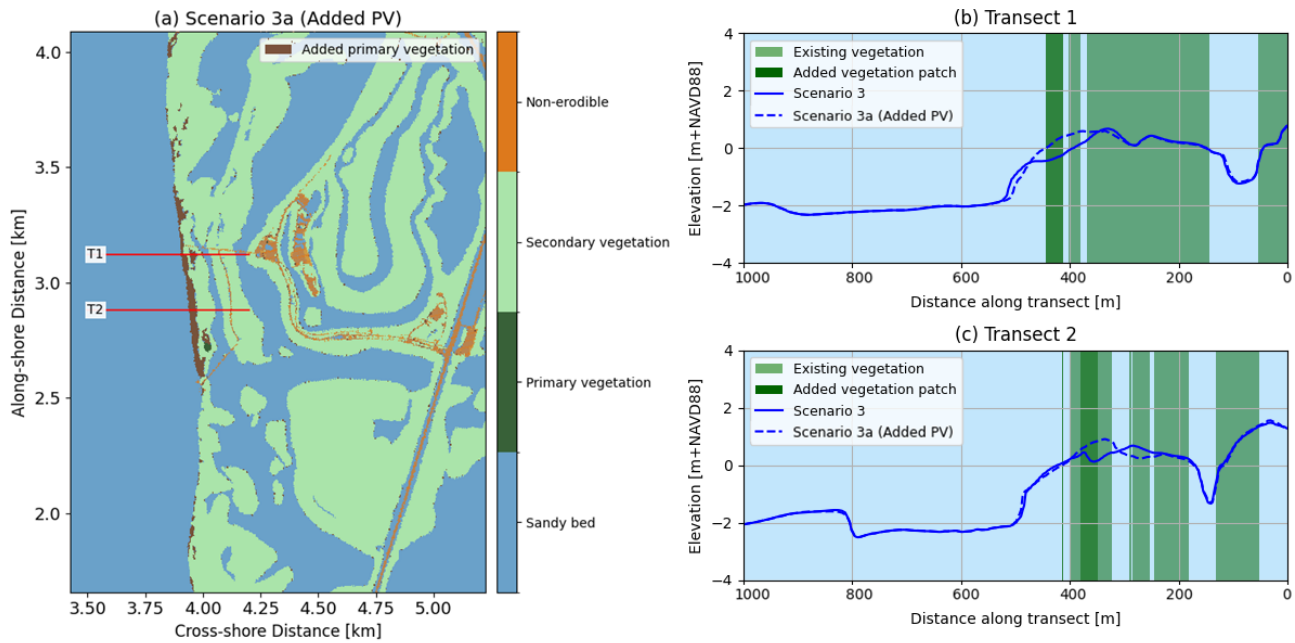 (a) Scenario 3a (Added PV)
Added primary vegetation
4.0
3.5
3.0
2.5
2.0
Along-shore Distance [km]
T1
T2
3.50 3.75 4.00 4.25 4.50 4.75 5.00
Cross-shore Distance [km]
Non-erodible
Secondary vegetation
Primary vegetation
Sandy bed
(b) Transect 1
Existing vegetation
Added vegetation patch
Scenario 3
Scenario 3a (Added PV)
4
2
0
−2
−4
Elevation [m+NAVD88]
1000 800 600 400 200 0
Distance along transect [m]
(c) Transect 2
Existing vegetation
Added vegetation patch
Scenario 3
Scenario 3a (Added PV)
4
2
0
−2
−4
Elevation [m+NAVD88]
1000 800 600 400 200 0
Distance along transect [m]